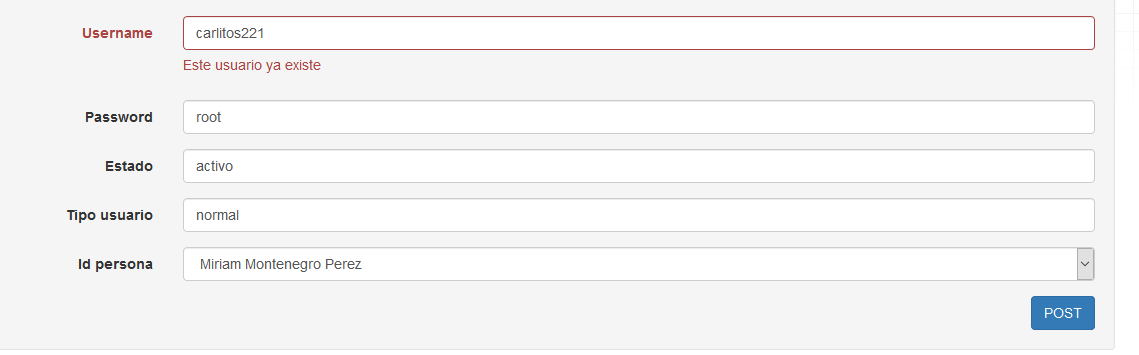 Username carlitos221
Este usuario ya existe
Password root
Estado activo
Tipo usuario normal
Id persona Miriam Montenegro Perez
POST